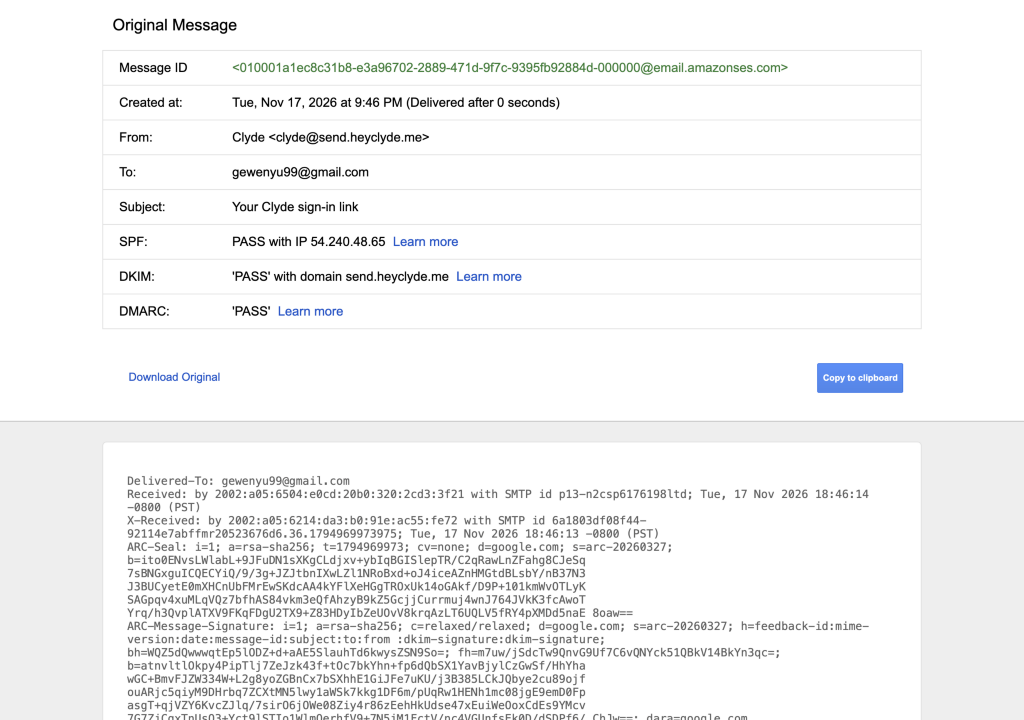 Original Message
Message ID <010001a1ec8c31b8-e3a96702-2889-471d-9f7c-9395fb92884d-000000@email.amazonses.com>
Created at: Tue, Nov 17, 2026 at 9:46 PM (Delivered after 0 seconds)
From: Clyde <clyde@send.heyclyde.me>
To: gewenyu99@gmail.com
Subject: Your Clyde sign-in link
SPF: PASS with IP 54.240.48.65 Learn more
DKIM: 'PASS' with domain send.heyclyde.me Learn more
DMARC: 'PASS' Learn more
Download Original
Copy to clipboard
Delivered-To: gewenyu99@gmail.com
Received: by 2002:a05:6504:e0cd:20b0:320:2cd3:3f21 with SMTP id p13-n2csp6176198ltd; Tue, 17 Nov 2026 18:46:14
-0800 (PST)
X-Received: by 2002:a05:6214:da3:b0:91e:ac55:fe72 with SMTP id 6a1803df08f44-
92114e7abffmr20523676d6.36.1794969973975; Tue, 17 Nov 2026 18:46:13 -0800 (PST)
ARC-Seal: i=1; a=rsa-sha256; t=1794969973; cv=none; d=google.com; s=arc-20260327;
b=ito0ENvsLWlabL+9JFuDN1sXKgCLdjxv+ybIqBGISlepTR/C2qRawLnZFahg8CJeSq
7sBNGxguICQECYiQ/9/3g+JZJtbnIXwLZl1NRoBxd+oJ4iceAZnHMGtdBLsbY/nB37N3
J3BUCyetE0mXHCnUbFMrEwSKdcAA4kYFlXeHGgTROxUk14oGAkf/D9P+101kmWvOTLyK
SAGpqv4xuMLqVQz7bfhAS84vkm3eQfAhzyB9kZ5GcjjCurrmuj4wnJ764JVkK3fcAwoT
Yrq/h3QvplATXV9FKqFDgU2TX9+Z83HDyIbZeUOvV8krqAzLT6UQLV5fRY4pXMDd5naE 8oaw==
ARC-Message-Signature: i=1; a=rsa-sha256; c=relaxed/relaxed; d=google.com; s=arc-20260327; h=feedback-id:mime-
version:date:message-id:subject:to:from :dkim-signature:dkim-signature;
bh=WQZ5dQwwwqtEp5lODZ+d+aAE5SlauhTd6kwysZSN9So=; fh=m7uw/jSdcTw9QnvG9Uf7C6vQNYck51QBkV14BkYn3qc=;
b=atnvltlOkpy4PipTlj7ZeJzk43f+tOc7bkYhn+fp6dQbSX1YavBjylCzGwSf/HhYha
wGC+BmvFJZW334W+L2g8yoZGBnCx7bSXhhE1GiJFe7uKU/j3B385LCkJQbye2cu89ojf
ouARjc5qiyM9DHrbq7ZCXtMN5lwy1aWSk7kkg1DF6m/pUqRw1HENh1mc08jgE9emD0Fp
asgT+qjVZY6KvcZJlq/7sirO6jOWe08Ziy4r86zEehHkUdse47xEuiWeOoxCdEs9YMcv